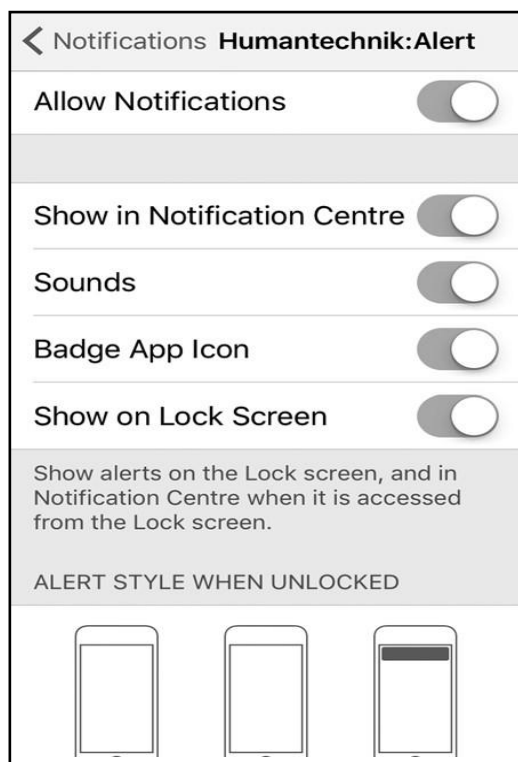 Notifications Humantechnik:Alert
Allow Notifications
Show in Notification Centre
Sounds
Badge App Icon
Show on Lock Screen
Show alerts on the Lock screen, and in
Notification Centre when it is accessed
from the Lock screen.
ALERT STYLE WHEN UNLOCKED